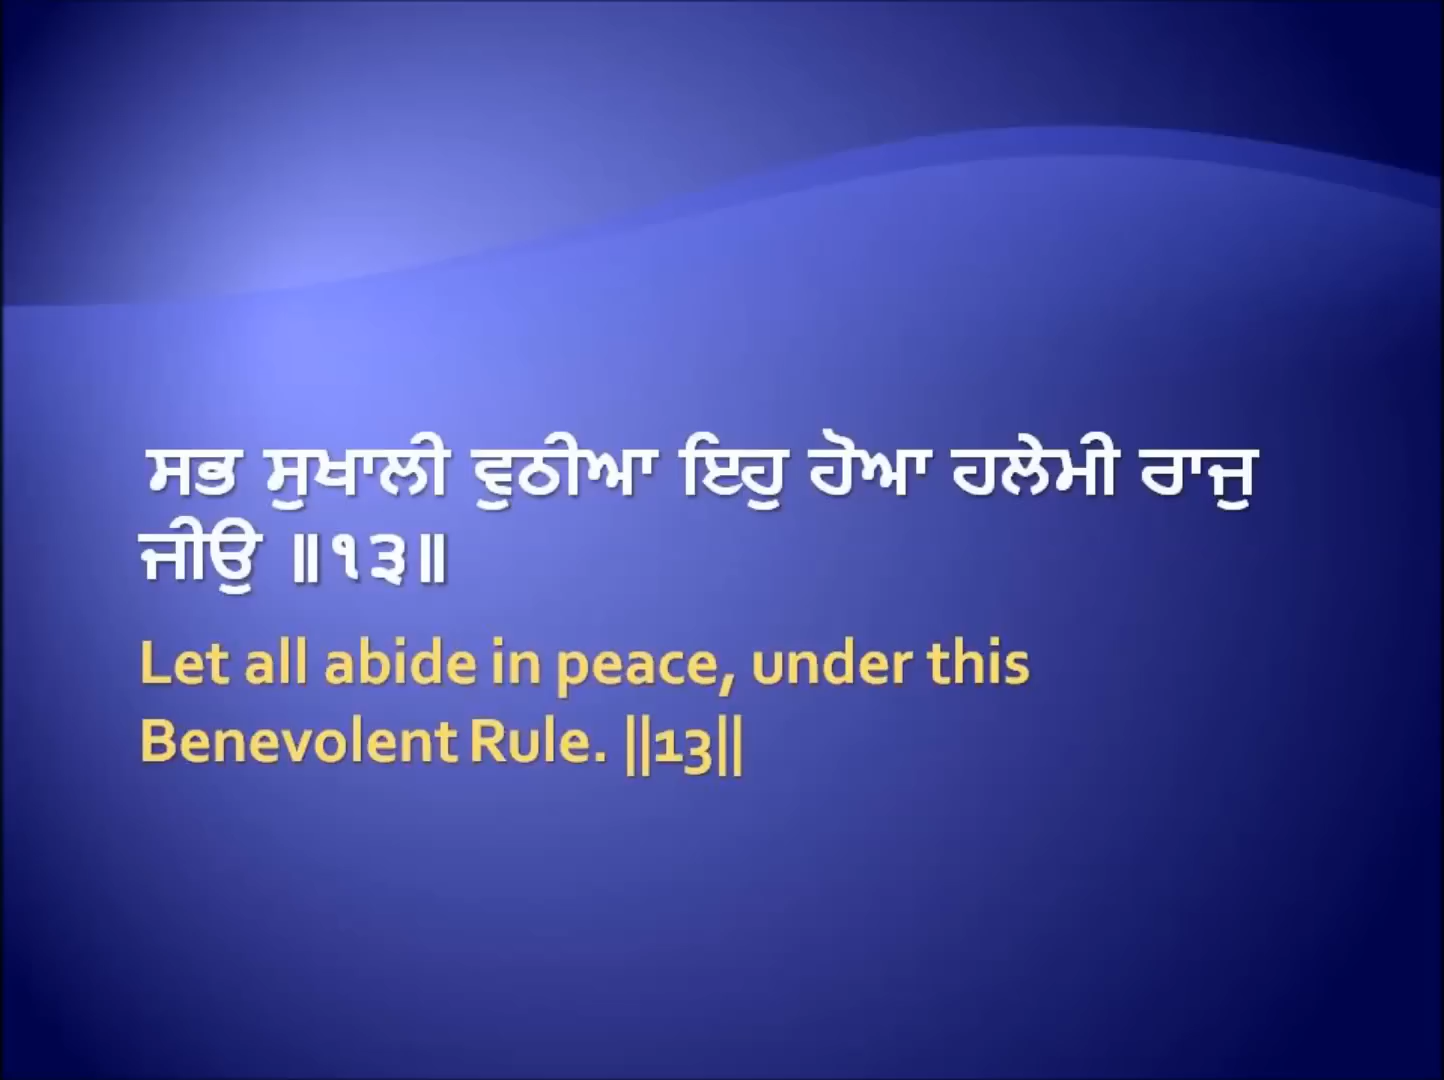 ਸਭ ਸੁਖਾਲੀ ਵੁਠੀਆ ਇਹੁ ਹੋਆ ਹਲੇਮੀ ਰਾਜੁ
ਜੀਉ ॥੧੩॥
Let all abide in peace, under this
Benevolent Rule. ||13||